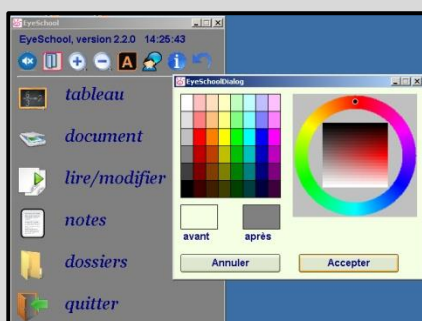 EyeSchool
EyeSchool, version 2.2.0 14:25:43
A
i
tableau
document
lire/modifier
notes
dossiers
quitter
EyeSchoolDialog
avant
après
Annuler
Accepter